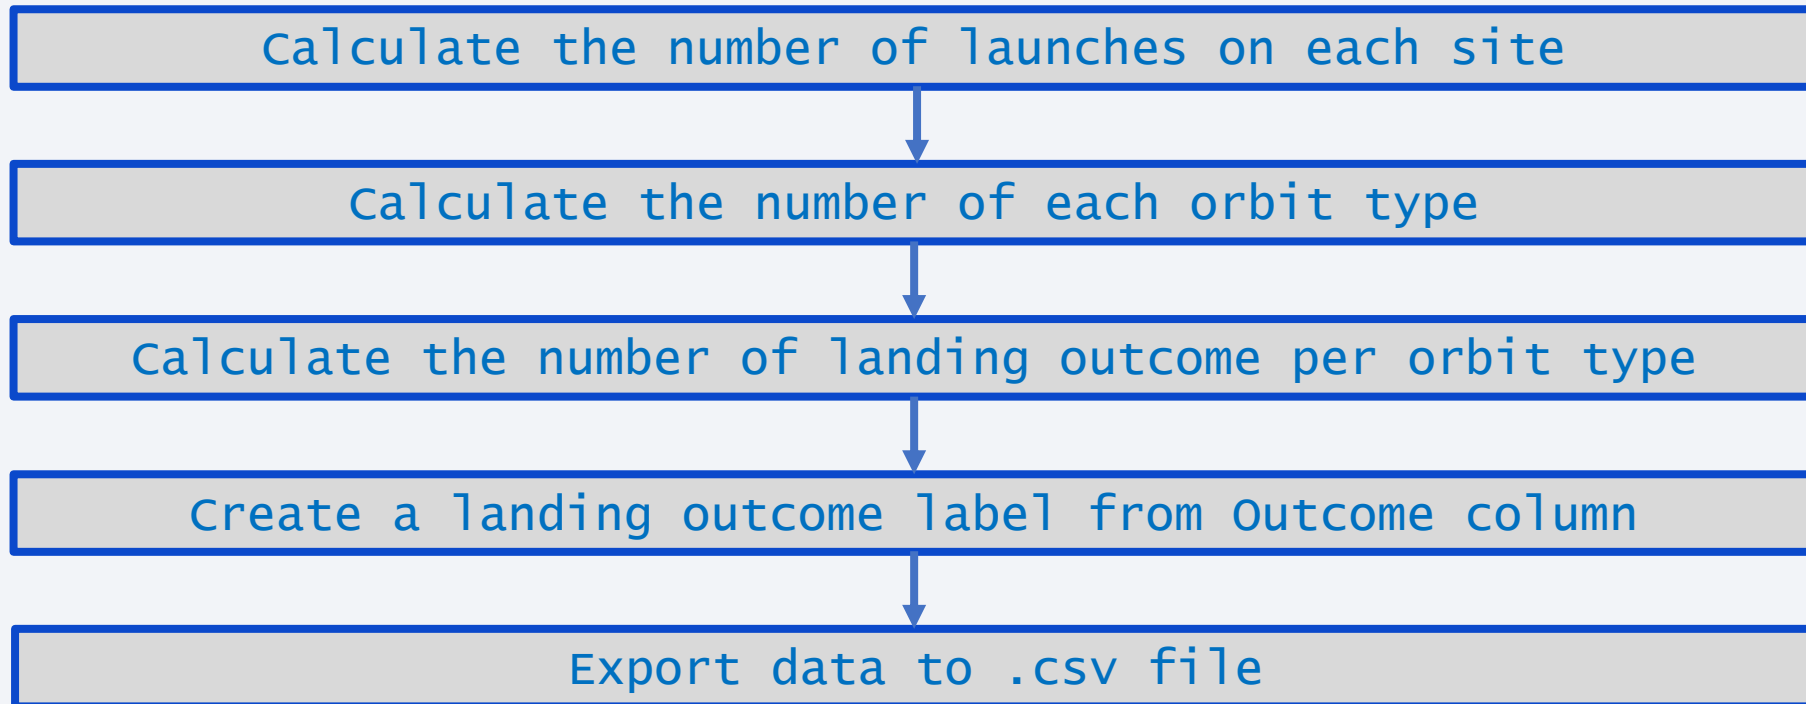 Calculate the number of launches on each site
Calculate the number of each orbit type
Calculate the number of landing outcome per orbit type
Create a landing outcome label from Outcome column
Export data to .csv file